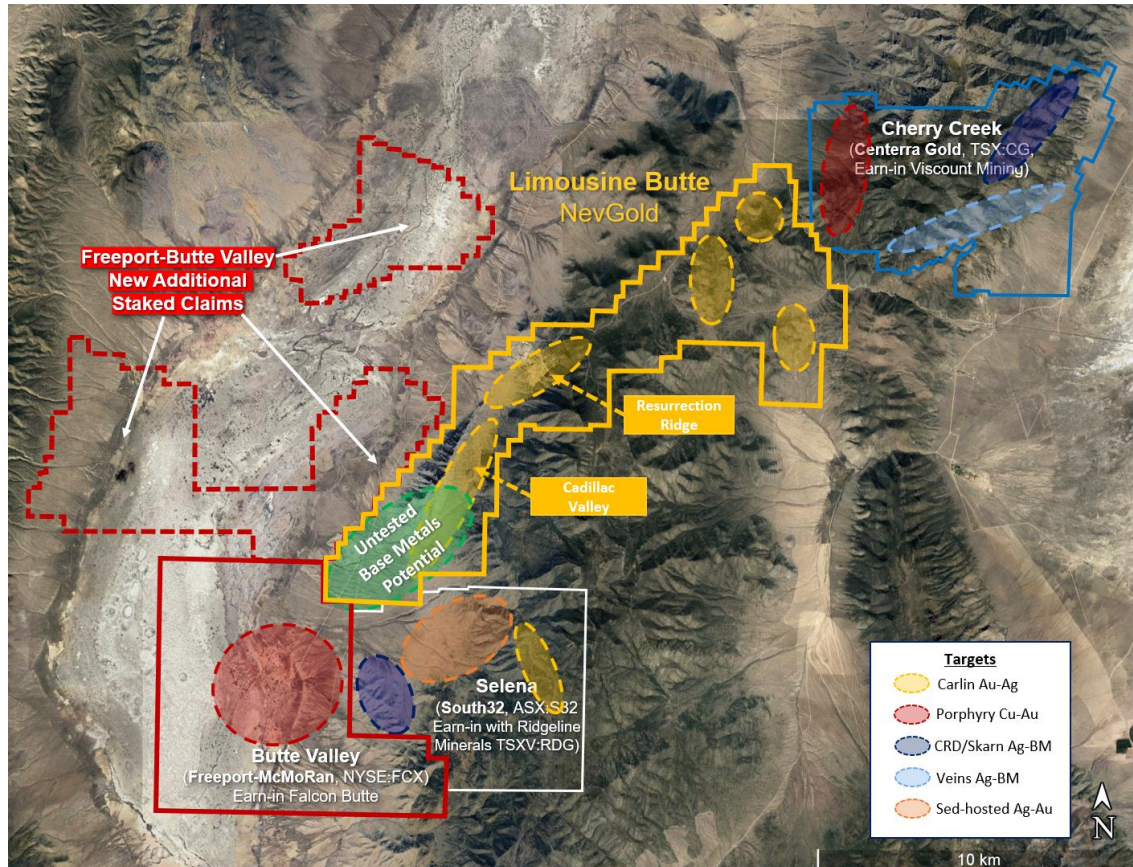 Cherry Creek
(Centerra Gold, TSX:CG,
Earn-in Viscount Mining)
Limousine Butte
NevGold
Freeport-Butte Valley
New Additional
Staked Claims
Resurrection
Ridge
Cadillac
Valley
Untested
Base Metals
Potential
Selena
(South32, ASX:S32
Earn-in with Ridgeline
Minerals TSXV:RDG)
Butte Valley
(Freeport-McMoRan, NYSE:FCX)
Earn-in Falcon Butte
Targets
Carlin Au-Ag
Porphyry Cu-Au
CRD/Skarn Ag-BM
Veins Ag-BM
Sed-hosted Ag-Au
N
10 km